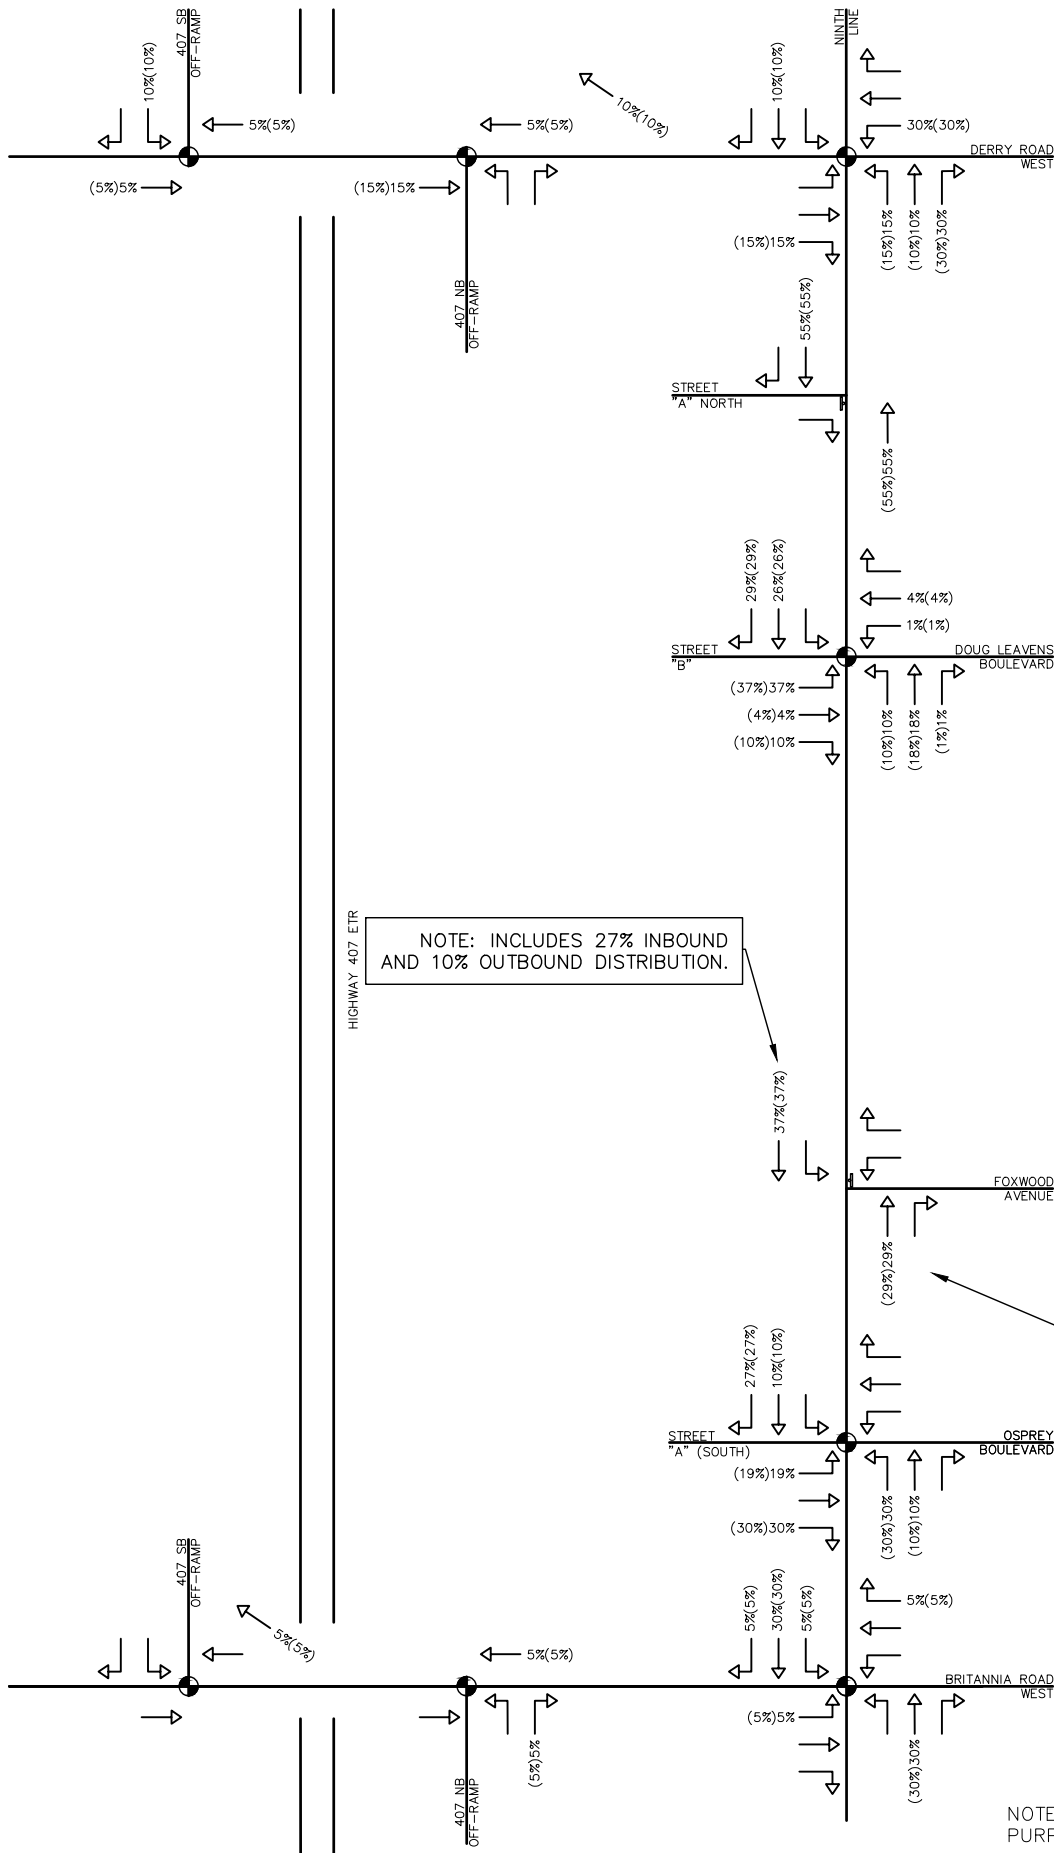 407 SB
OFF-RAMP
10%(10%)
5%(5%)
(5%)5%
5%(5%)
(15%)15%
407 NB
OFF-RAMP
10%(10%)
10%(10%)
NINTH
LINE
30%(30%)
DERRY ROAD
WEST
(15%)15%
(15%)15%
(10%)10%
(30%)30%
55%(55%)
STREET
"A" NORTH
(55%)55%
29%(29%)
26%(26%)
4%(4%)
1%(1%)
STREET
"B"
DOUG LEAVENS
BOULEVARD
(37%)37%
(4%)4%
(10%)10%
(10%)10%
(18%)18%
(1%)1%
HIGHWAY 407 ETR
NOTE: INCLUDES 27% INBOUND
AND 10% OUTBOUND DISTRIBUTION.
37%(37%)
FOXWOOD
AVENUE
(29%)29%
27%(27%)
10%(10%)
STREET
"A" (SOUTH)
OSPREY
BOULEVARD
(19%)19%
(30%)30%
(30%)30%
(10%)10%
407 SB
OFF-RAMP
5%(5%)
5%(5%)
(5%)5%
407 NB
OFF-RAMP
5%(5%)
30%(30%)
5%(5%)
5%(5%)
BRITANNIA ROAD
WEST
(5%)5%
(30%)30%
NOTE